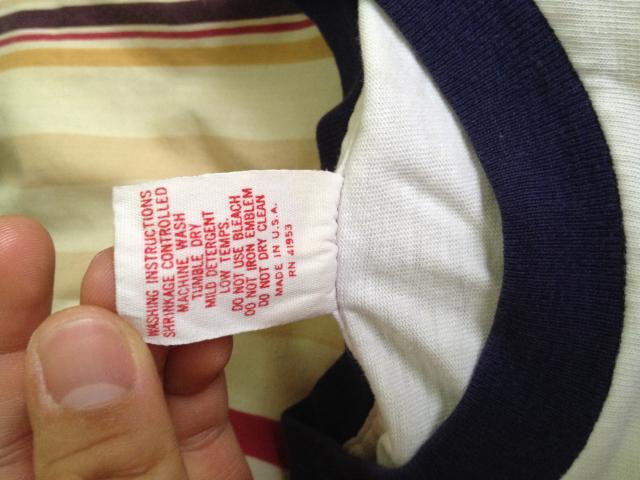 WASHING INSTRUCTIONS
SHRINKAGE CONTROLLED
MACHINE WASH
TUMBLE DRY
MILD DETERGENT
LOW TEMPS.
DO NOT USE BLEACH
DO NOT IRON EMBLEM
DO NOT DRY CLEAN
MADE IN U.S.A.
RN 41953